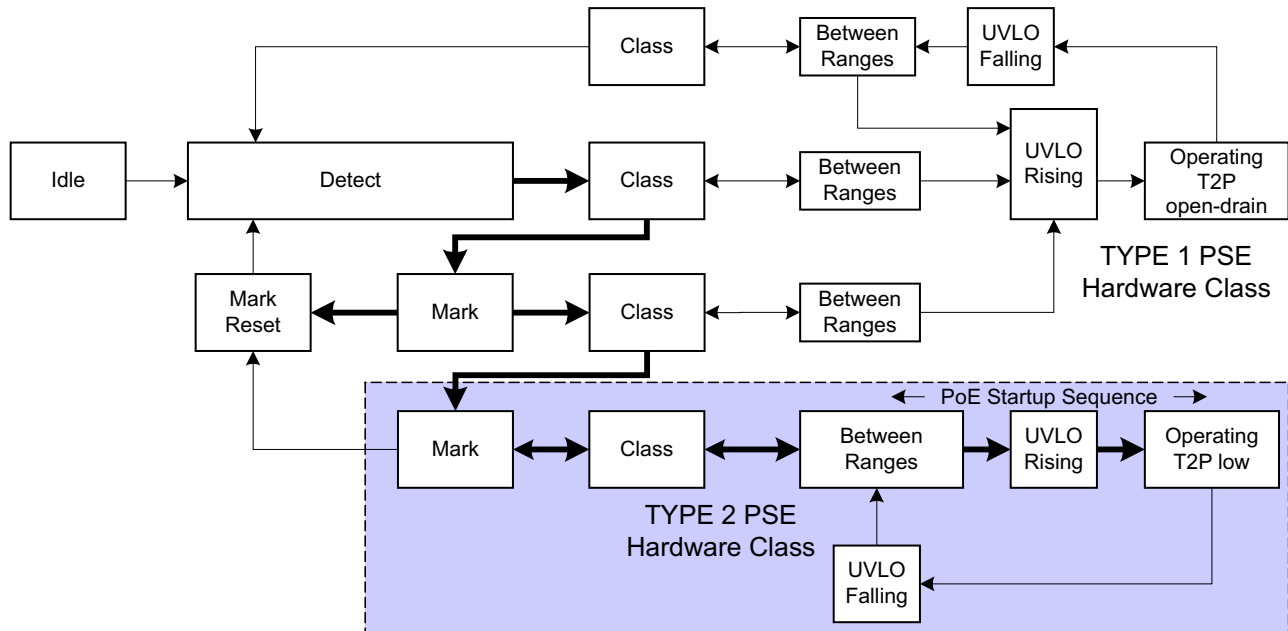 Class
Between
Ranges
UVLO
Falling
Idle
Detect
Class
Between
Ranges
UVLO
Rising
Operating
T2P
open-drain
TYPE 1 PSE
Hardware Class
Mark
Reset
Mark
Class
Between
Ranges
PoE Startup Sequence
Mark
Class
Between
Ranges
UVLO
Rising
Operating
T2P low
TYPE 2 PSE
Hardware Class
UVLO
Falling